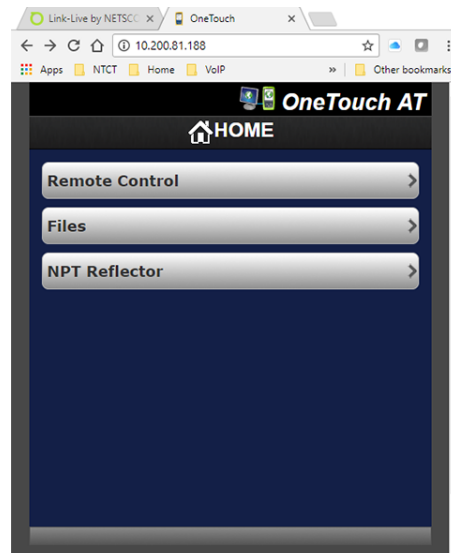 Link-Live by NETSCC
OneTouch
10.200.81.188
Apps NTCT Home VoIP » Other bookmarks
OneTouch AT
HOME
Remote Control
Files
NPT Reflector